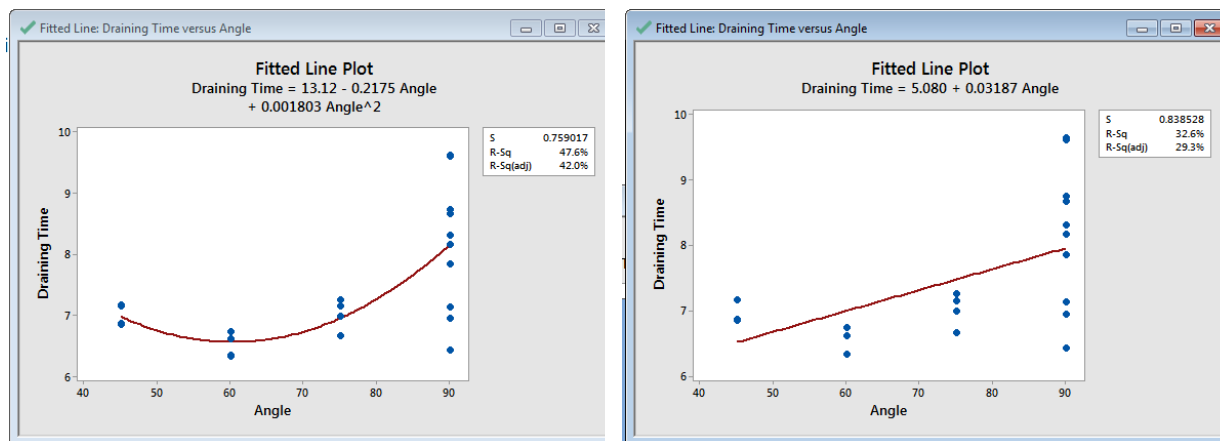 Fitted Line: Draining Time versus Angle
Fitted Line Plot
Draining Time = 13.12 - 0.2175 Angle
+ 0.001803 Angle^2
S 0.759017
R-Sq 47.6%
R-Sq(adj) 42.0%
10
9
8
7
6
Draining Time
40 50 60 70 80 90
Angle
Fitted Line: Draining Time versus Angle
Fitted Line Plot
Draining Time = 5.080 + 0.03187 Angle
S 0.838528
R-Sq 32.6%
R-Sq(adj) 29.3%
10
9
8
7
6
Draining Time
40 50 60 70 80 90
Angle